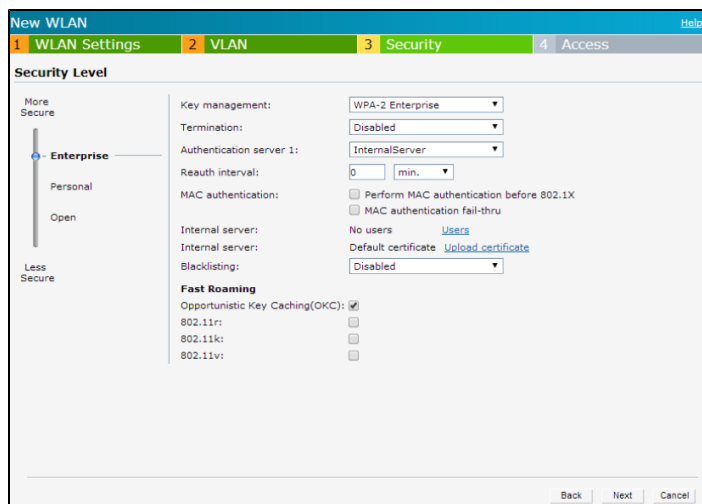 New WLAN
Help
1 WLAN Settings
2 VLAN
3 Security
4 Access
Security Level
More
Secure
Enterprise
Personal
Open
Less
Secure
Key management: WPA-2 Enterprise
Termination: Disabled
Authentication server 1: InternalServer
Reauth interval: 0 min.
MAC authentication: Perform MAC authentication before 802.1X
MAC authentication fail-thru
Internal server: No users Users
Internal server: Default certificate Upload certificate
Blacklisting: Disabled
Fast Roaming
Opportunistic Key Caching(OKC):
802.11r:
802.11k:
802.11v:
Back Next Cancel